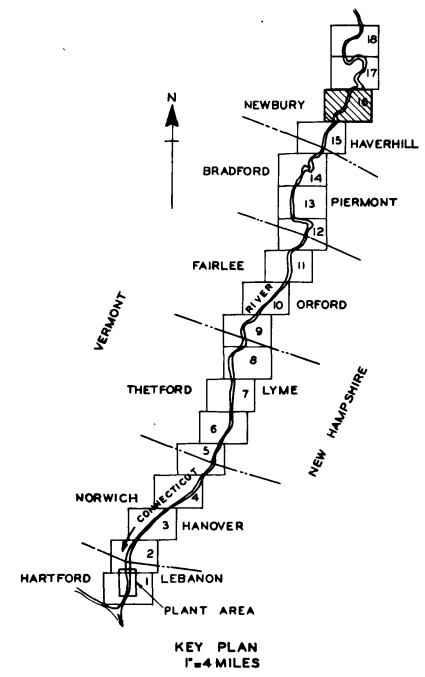 18
17
N
NEWBURY
16
15
HAVERHILL
BRADFORD
14
13
PIERMONT
12
FAIRLEE
11
RIVER
10
ORFORD
VERMONT
9
8
THETFORD
7
LYME
NEW HAMPSHIRE
6
5
CONNECTICUT
NORWICH
4
3
HANOVER
2
HARTFORD
1
LEBANON
PLANT AREA
KEY PLAN
1"=4 MILES